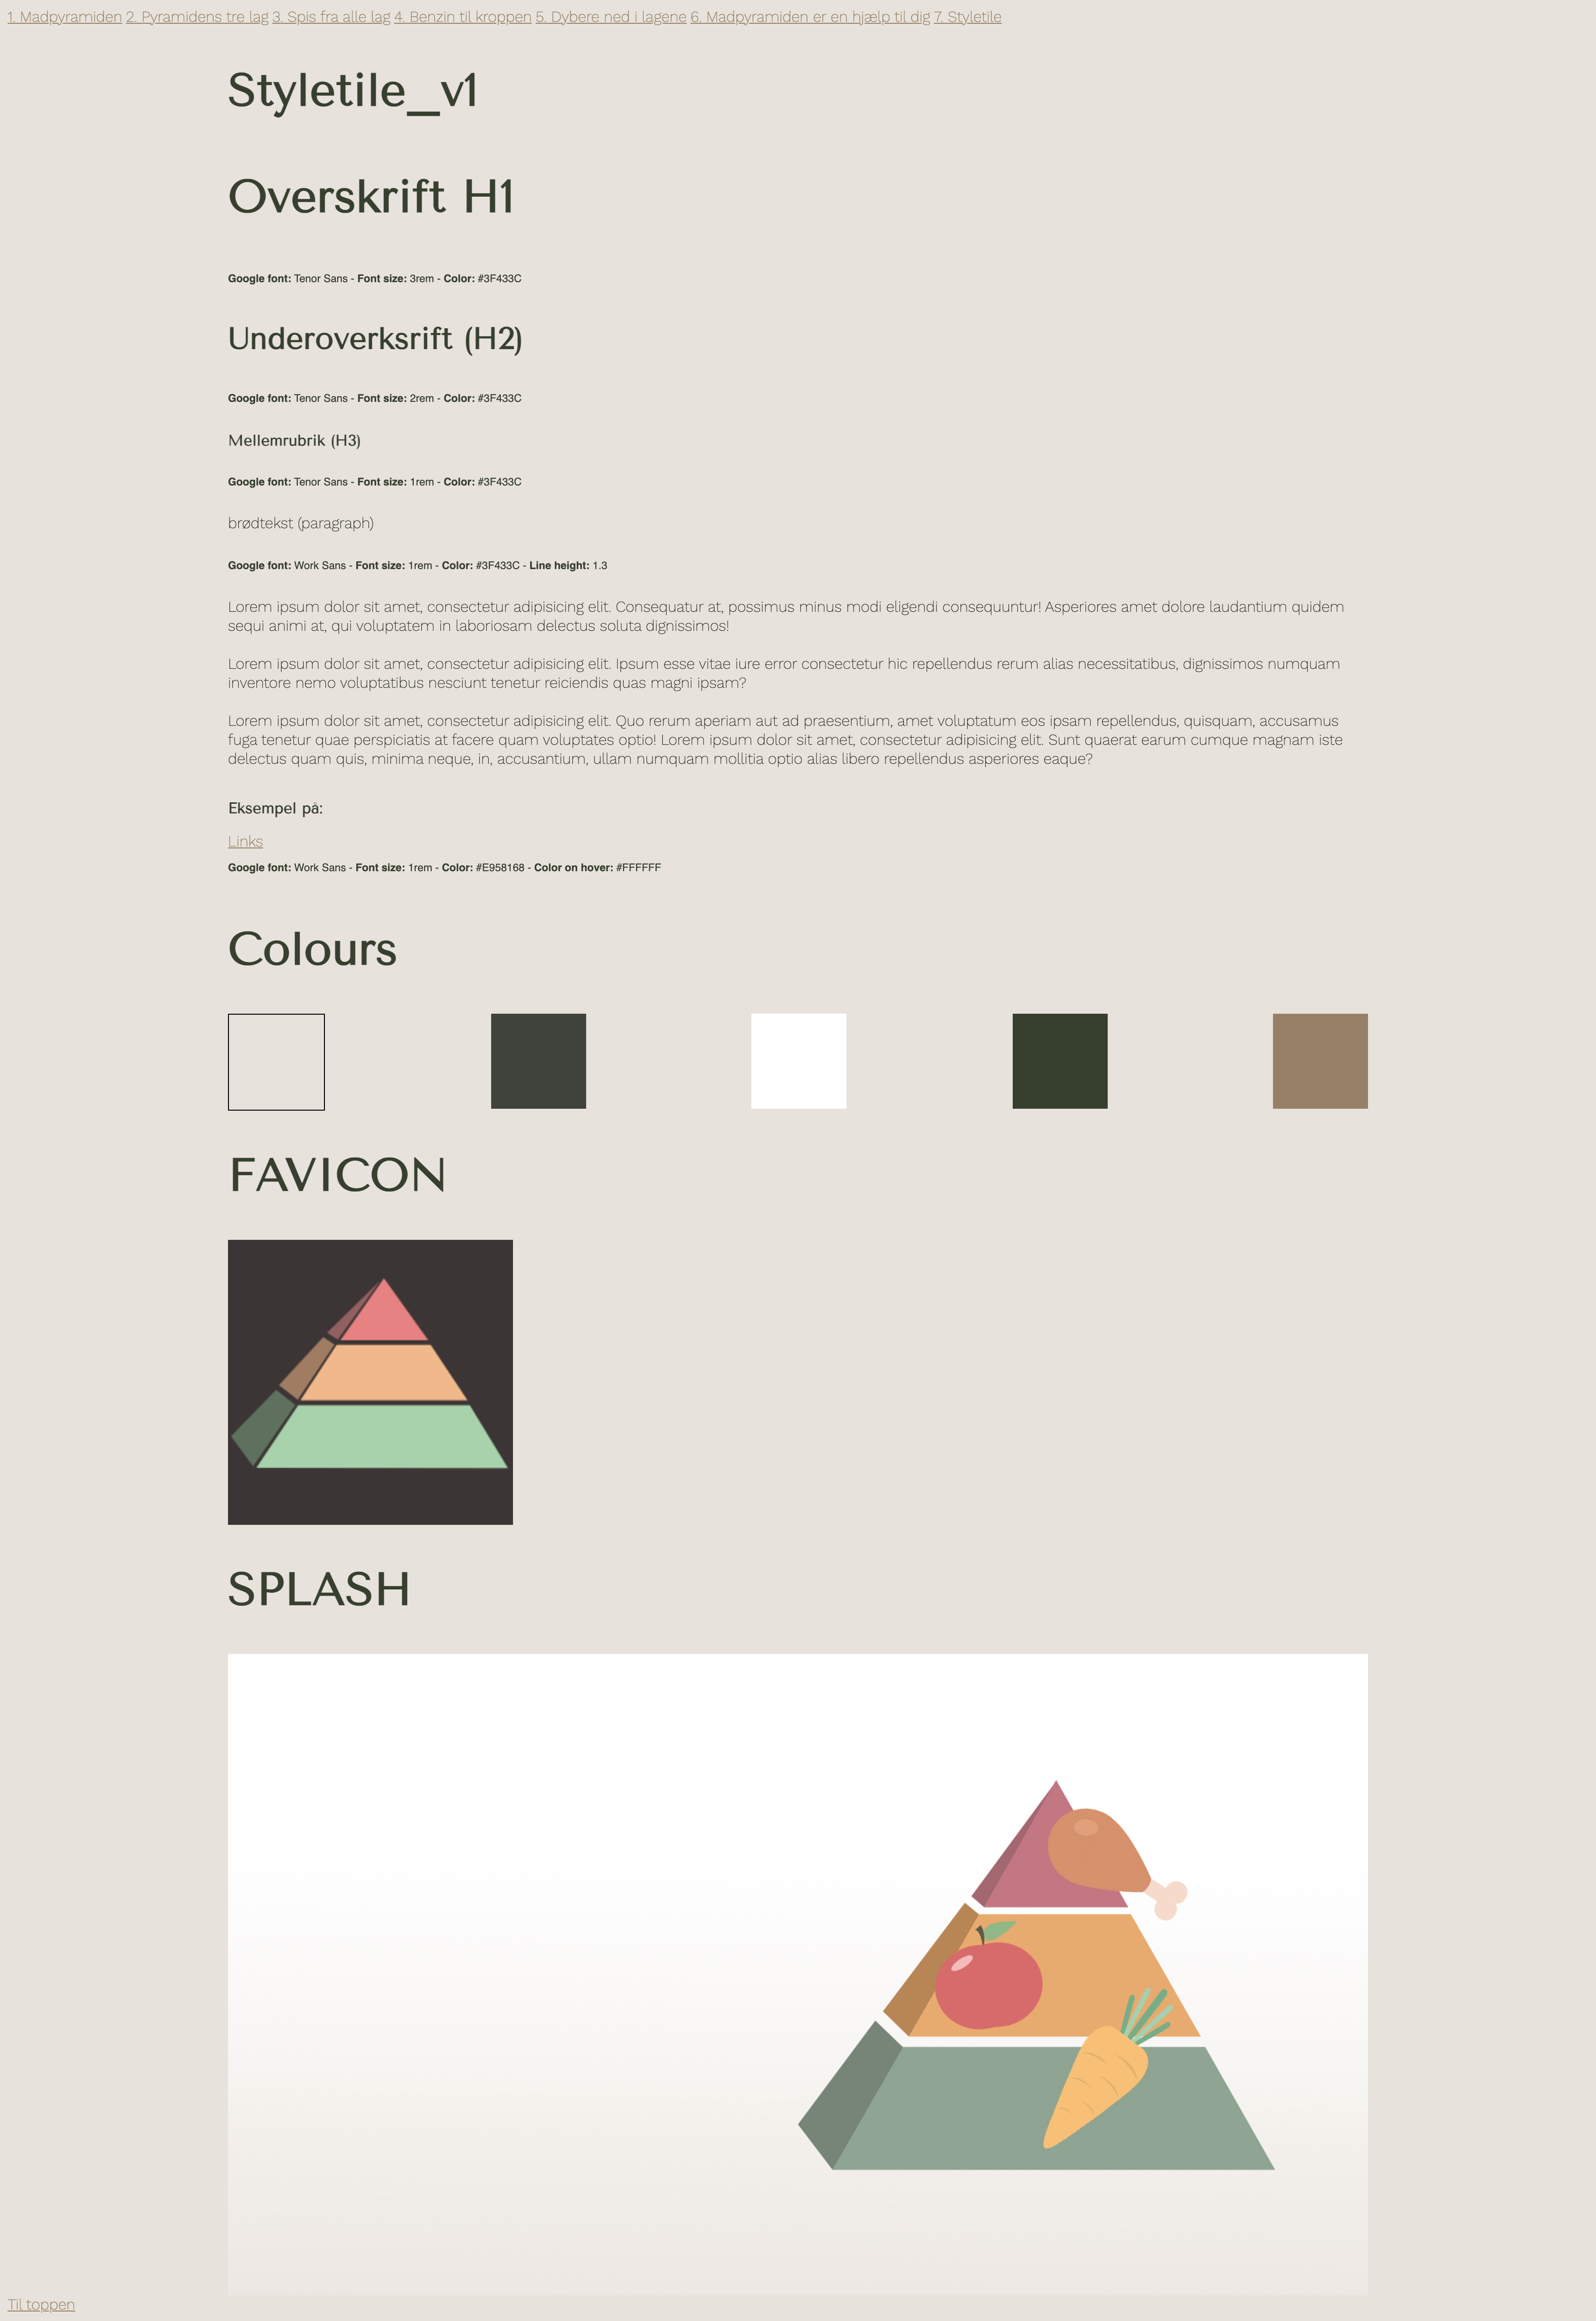 1. Madpyramiden 2. Pyramidens tre lag 3. Spis fra alle lag 4. Benzin til kroppen 5. Dybere ned i lagene 6. Madpyramiden er en hjælp til dig 7. Styletile
Styletile_v1
Overskrift H1
Google font: Tenor Sans - Font size: 3rem - Color: #3F433C
Underoverksrift (H2)
Google font: Tenor Sans - Font size: 2rem - Color: #3F433C
Mellemrubrik (H3)
Google font: Tenor Sans - Font size: 1rem - Color: #3F433C
brødtekst (paragraph)
Google font: Work Sans - Font size: 1rem - Color: #3F433C - Line height: 1.3
Lorem ipsum dolor sit amet, consectetur adipisicing elit. Consequatur at, possimus minus modi eligendi consequuntur! Asperiores amet dolore laudantium quidem
sequi animi at, qui voluptatem in laboriosam delectus soluta dignissimos!
Lorem ipsum dolor sit amet, consectetur adipisicing elit. Ipsum esse vitae iure error consectetur hic repellendus rerum alias necessitatibus, dignissimos numquam
inventore nemo voluptatibus nesciunt tenetur reiciendis quas magni ipsam?
Lorem ipsum dolor sit amet, consectetur adipisicing elit. Quo rerum aperiam aut ad praesentium, amet voluptatum eos ipsam repellendus, quisquam, accusamus
fuga tenetur quae perspiciatis at facere quam voluptates optio! Lorem ipsum dolor sit amet, consectetur adipisicing elit. Sunt quaerat earum cumque magnam iste
delectus quam quis, minima neque, in, accusantium, ullam numquam mollitia optio alias libero repellendus asperiores eaque?
Eksempel på:
Links
Google font: Work Sans - Font size: 1rem - Color: #E958168 - Color on hover: #FFFFFF
Colours
FAVICON
SPLASH
Til toppen